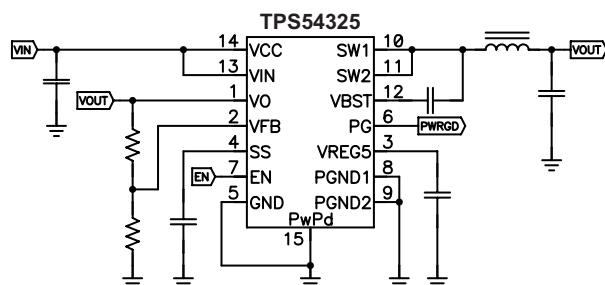 TPS54325
VIN
14
VCC
13
VIN
VOUT
1
VO
2
VFB
4
SS
EN
7
EN
5
GND
PwPd
15
SW1
10
SW2
11
VBST
12
PG
6
PWRGD
VREG5
3
PGND1
8
PGND2
9
VOUT